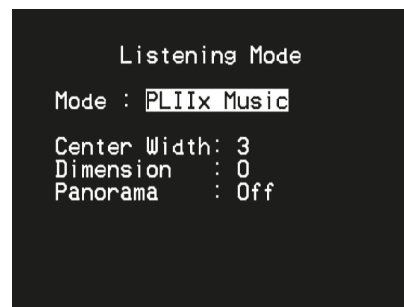 Listening Mode
Mode : PLIIx Music
Center Width: 3
Dimension : 0
Panorama : Off